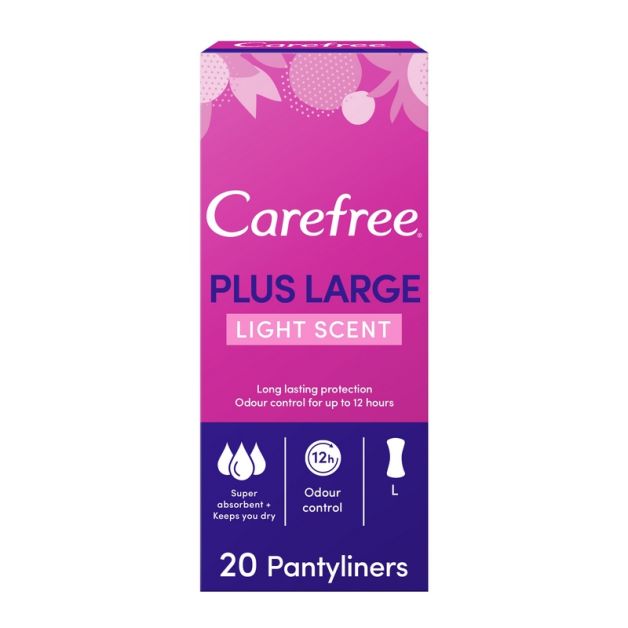 Carefree
Carefree®
PLUS LARGE
LIGHT SCENT
Long lasting protection
Odour control for up to 12 hours
12h
Super
absorbent +
Keeps you dry
Odour
control
L
20 Pantyliners